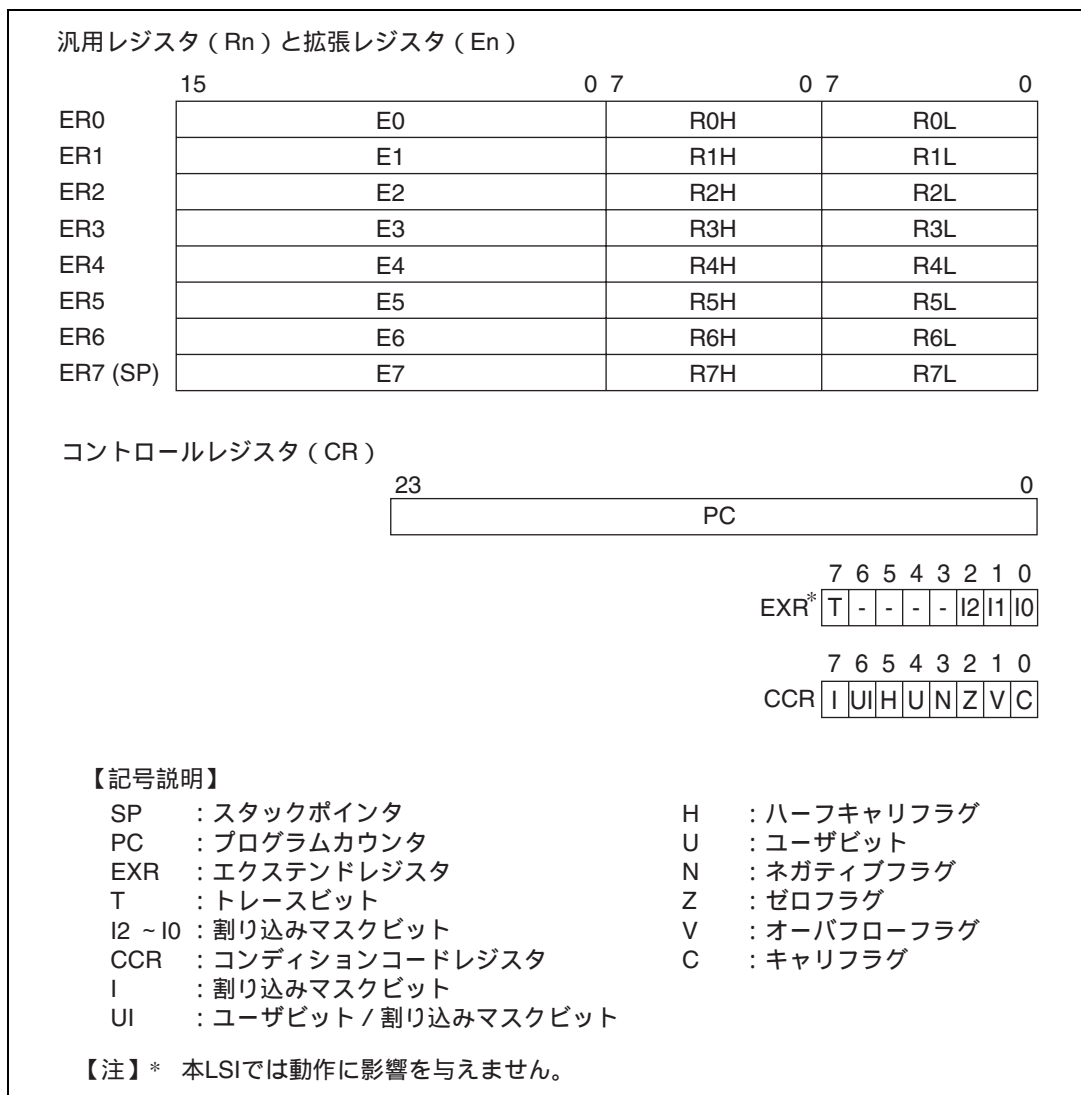 汎用レジスタ（Rn）と拡張レジスタ（En）
15 0 7 0 7 0
ER0 E0 R0H R0L
ER1 E1 R1H R1L
ER2 E2 R2H R2L
ER3 E3 R3H R3L
ER4 E4 R4H R4L
ER5 E5 R5H R5L
ER6 E6 R6H R6L
ER7 (SP) E7 R7H R7L
コントロールレジスタ（CR）
23 0
PC
7 6 5 4 3 2 1 0
EXR* T - - - - I2 I1 I0
7 6 5 4 3 2 1 0
CCR I UI H U N Z V C
【記号説明】
SP ：スタックポインタ
PC ：プログラムカウンタ
EXR ：エクステンドレジスタ
T ：トレースビット
I2 ~ I0 ：割り込みマスクビット
CCR ：コンディションコードレジスタ
I ：割り込みマスクビット
UI ：ユーザビット / 割り込みマスクビット
H ：ハーフキャリフラグ
U ：ユーザビット
N ：ネガティブフラグ
Z ：ゼロフラグ
V ：オーバフローフラグ
C ：キャリフラグ
【注】* 本LSIでは動作に影響を与えません。